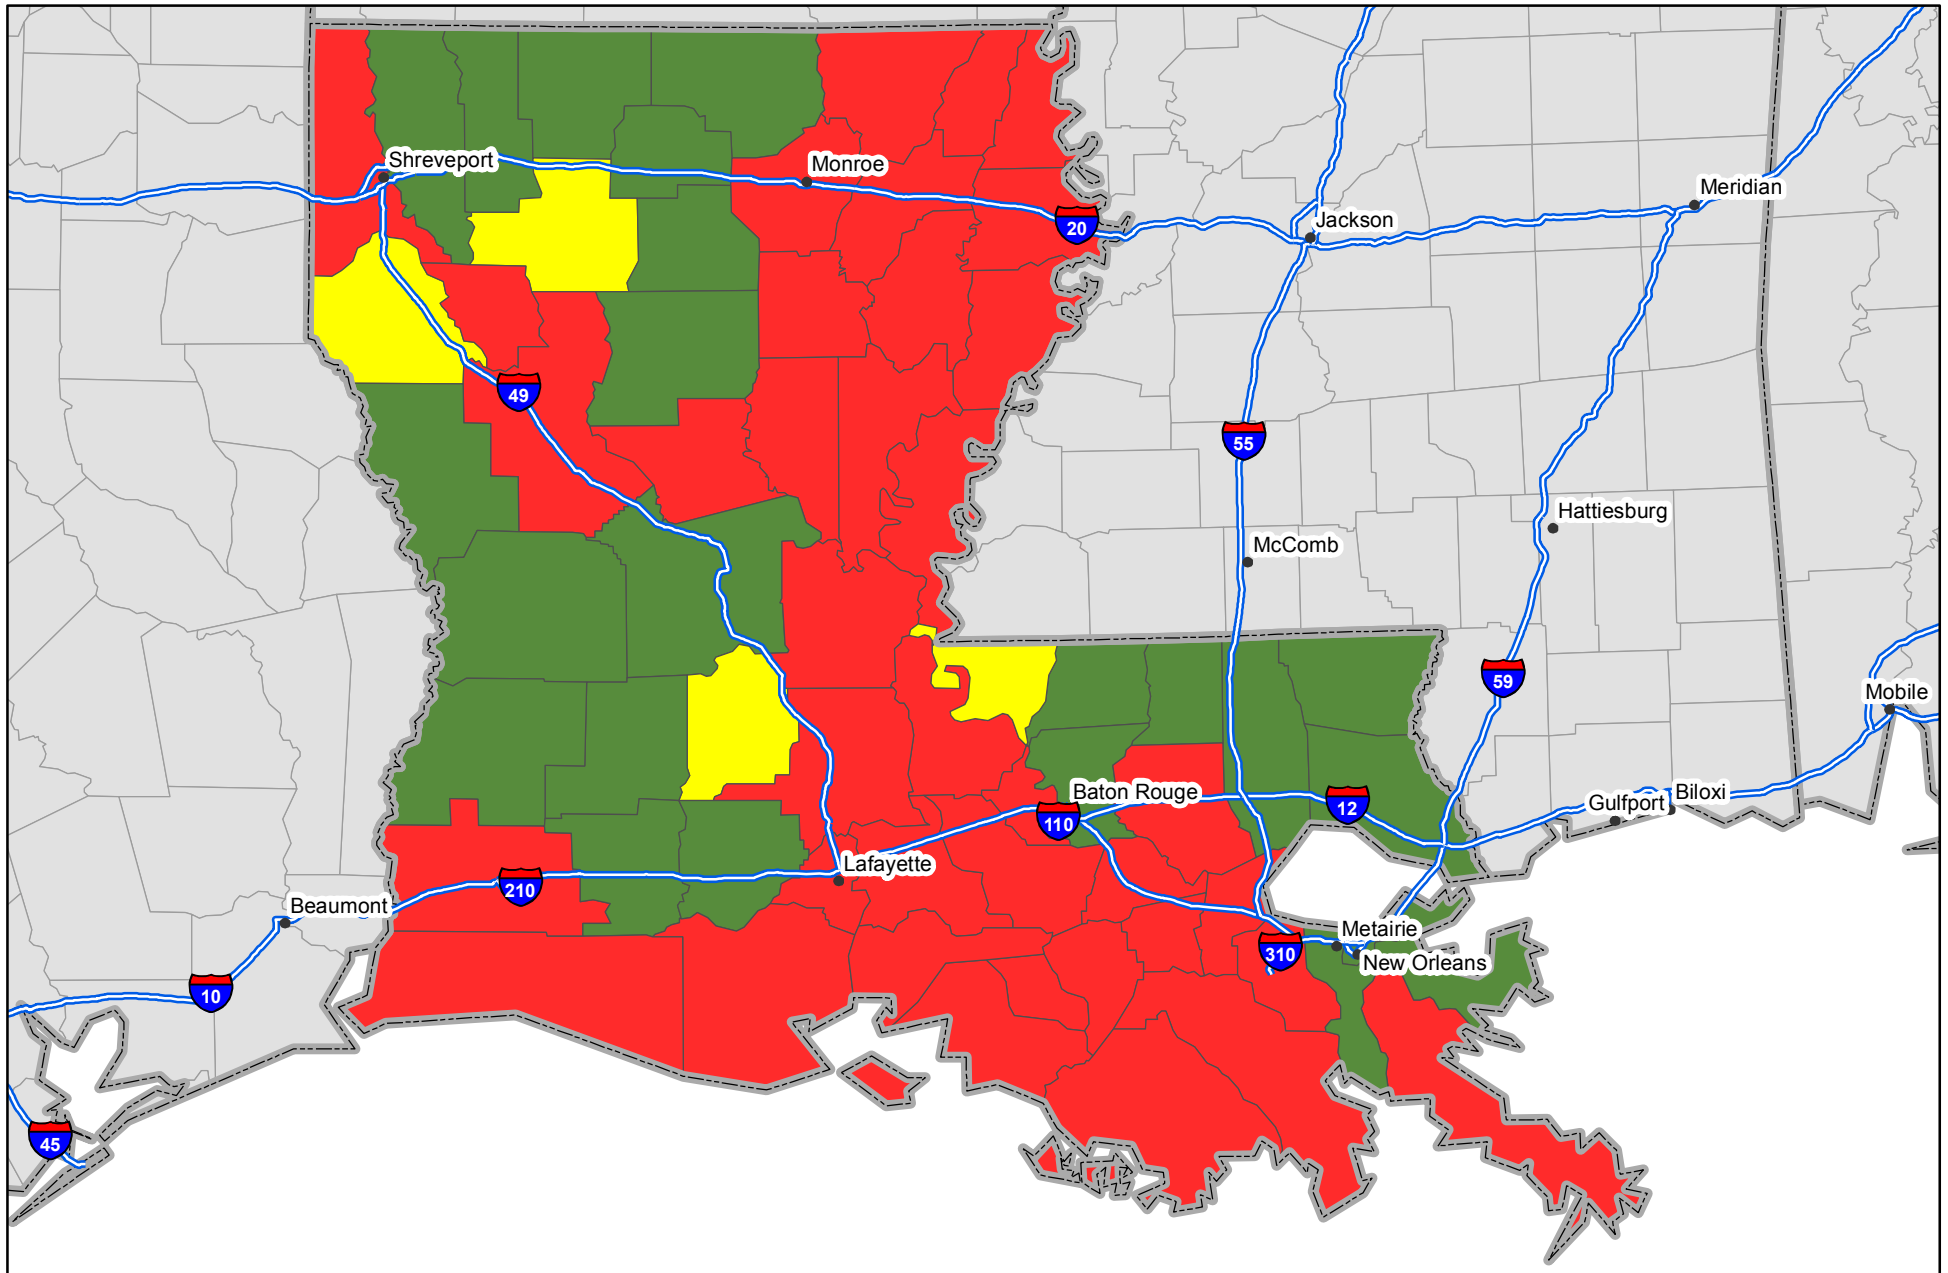 Shreveport
Monroe
Meridian
Jackson
20
49
55
Hattiesburg
McComb
59
Mobile
Baton Rouge
Biloxi
Gulfport
12
110
Lafayette
210
Beaumont
Metairie
310
New Orleans
10
45